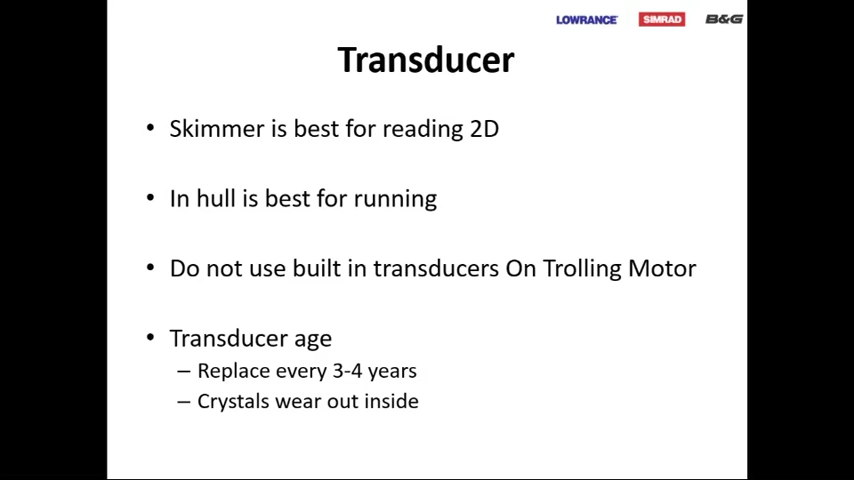 LOWRANCE SIMRAD B&G
Transducer
• Skimmer is best for reading 2D
• In hull is best for running
• Do not use built in transducers On Trolling Motor
• Transducer age
– Replace every 3-4 years
– Crystals wear out inside